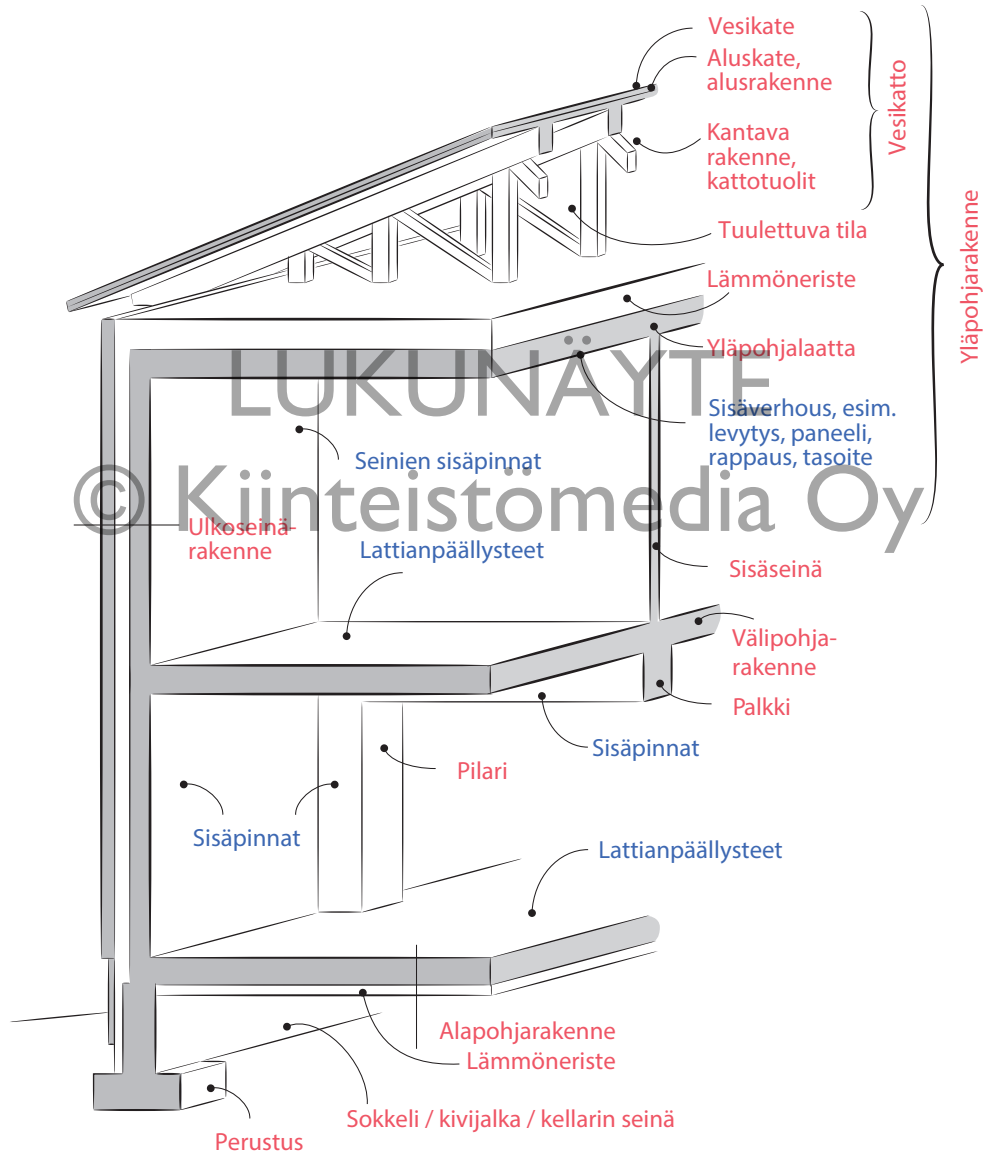 Vesikate
Aluskate,
alusrakenne
Kantava
rakenne,
kattotuolit
Vesikatto
Tuulettuva tila
Lämmöneriste
Yläpohjalaatta
Yläpohjarakenne
LUKUNÄYTE
Sisäverhous, esim.
levytys, paneeli,
rappaus, tasoite
Seinien sisäpinnat
© Kiinteistömedia Oy
Ulkoseinä-
rakenne
Lattianpäällysteet
Sisäseinä
Välipohja-
rakenne
Palkki
Sisäpinnat
Pilari
Sisäpinnat
Lattianpäällysteet
Alapohjarakenne
Lämmöneriste
Sokkeli / kivijalka / kellarin seinä
Perustus